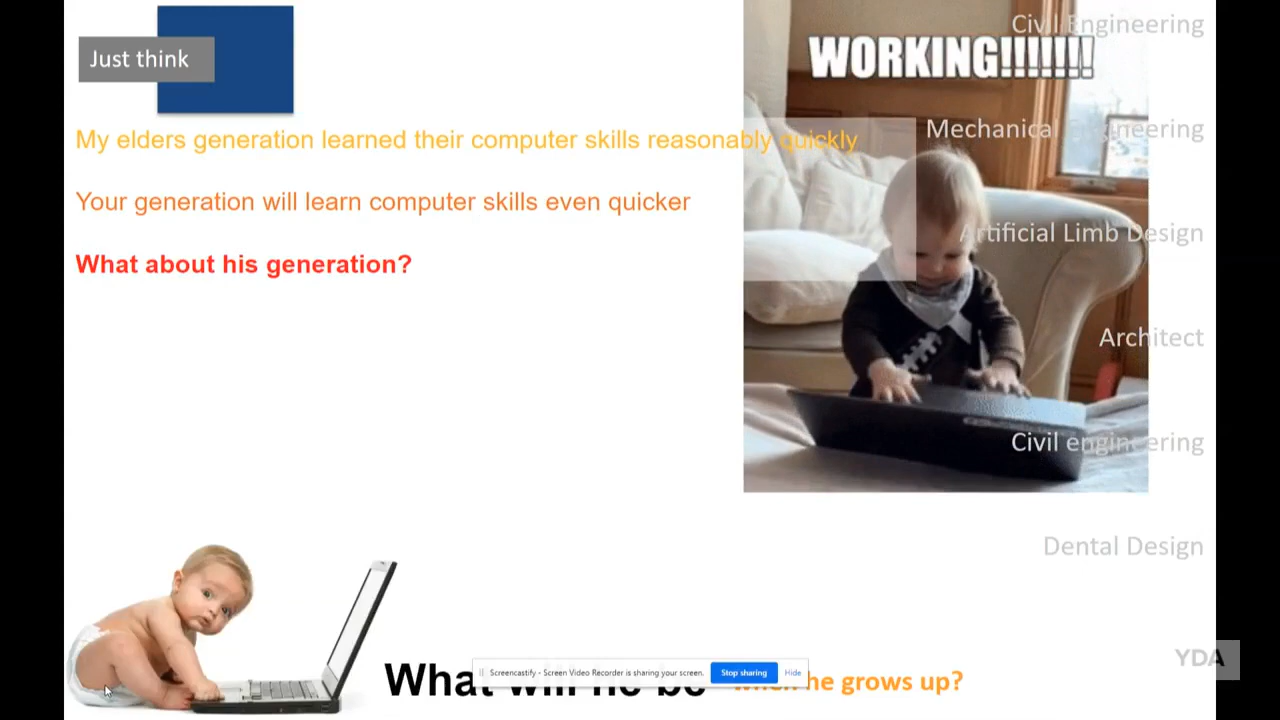 Just think
WORKING!!!!!!!
Civil Engineering
My elders generation learned their computer skills reasonably quickly
Mechanical Engineering
Your generation will learn computer skills even quicker
Artificial Limb Design
What about his generation?
Architect
Civil engineering
Dental Design
YDA
Screencastify - Screen Video Recorder is sharing your screen. Stop sharing Hide
What will he be when he grows up?